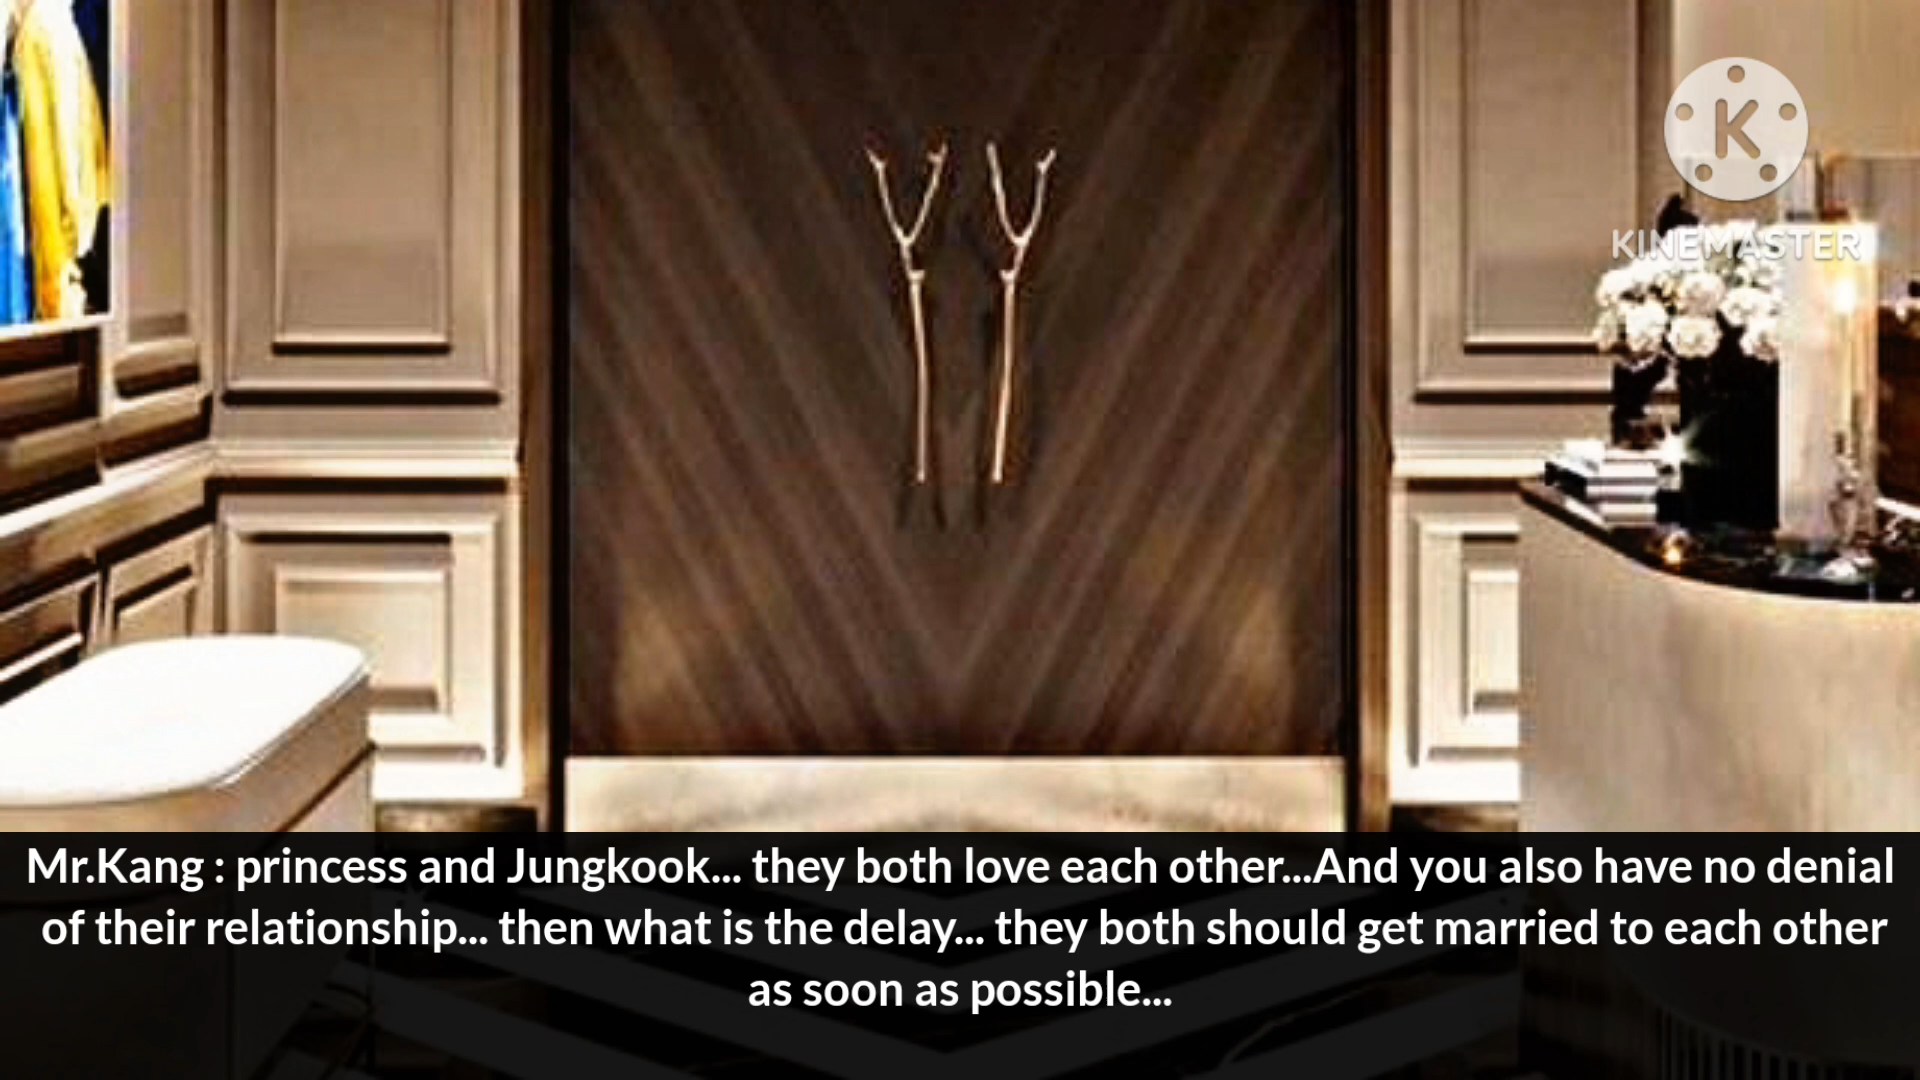 K
KINEMASTER
Mr.Kang : princess and Jungkook... they both love each other...And you also have no denial
of their relationship... then what is the delay... they both should get married to each other
as soon as possible...